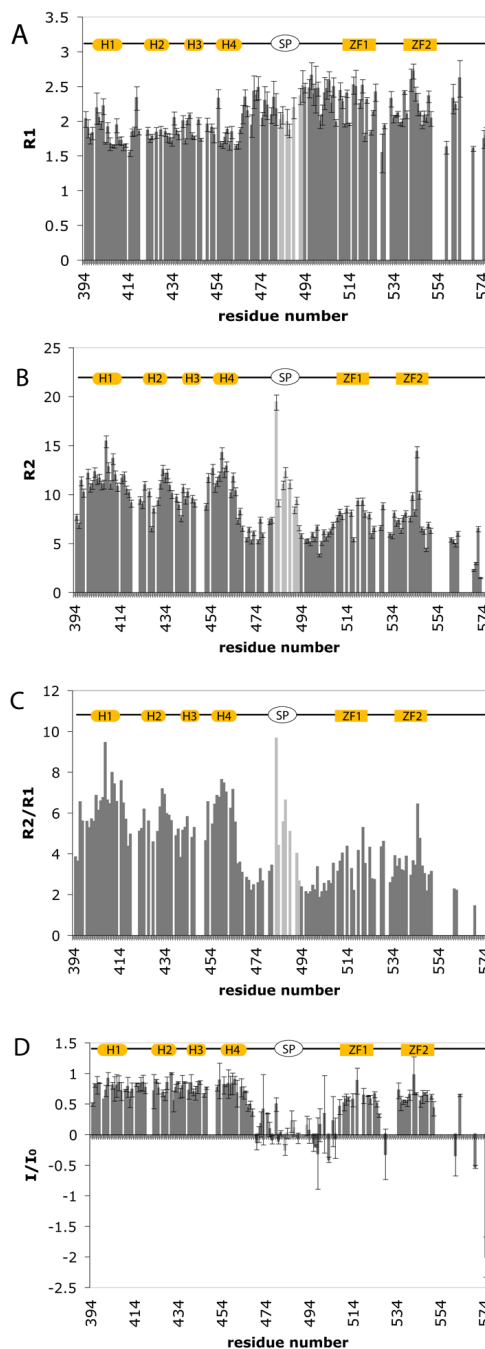 A
H1 H2 H3 H4 SP ZF1 ZF2
3.5
3
2.5
2
1.5
1
0.5
0
R1
394 414 434 454 474 494 514 534 554 574
residue number
B
25
20
15
10
5
0
H1 H2 H3 H4 SP ZF1 ZF2
R2
394 414 434 454 474 494 514 534 554 574
residue number
C
12
10
8
6
4
2
0
H1 H2 H3 H4 SP ZF1 ZF2
R2/R1
394 414 434 454 474 494 514 534 554 574
residue number
D
H1 H2 H3 H4 SP ZF1 ZF2
1.5
1
0.5
0
-0.5
-1
-1.5
-2
-2.5
I/I₀
394 414 434 454 474 494 514 534 554 574
residue number